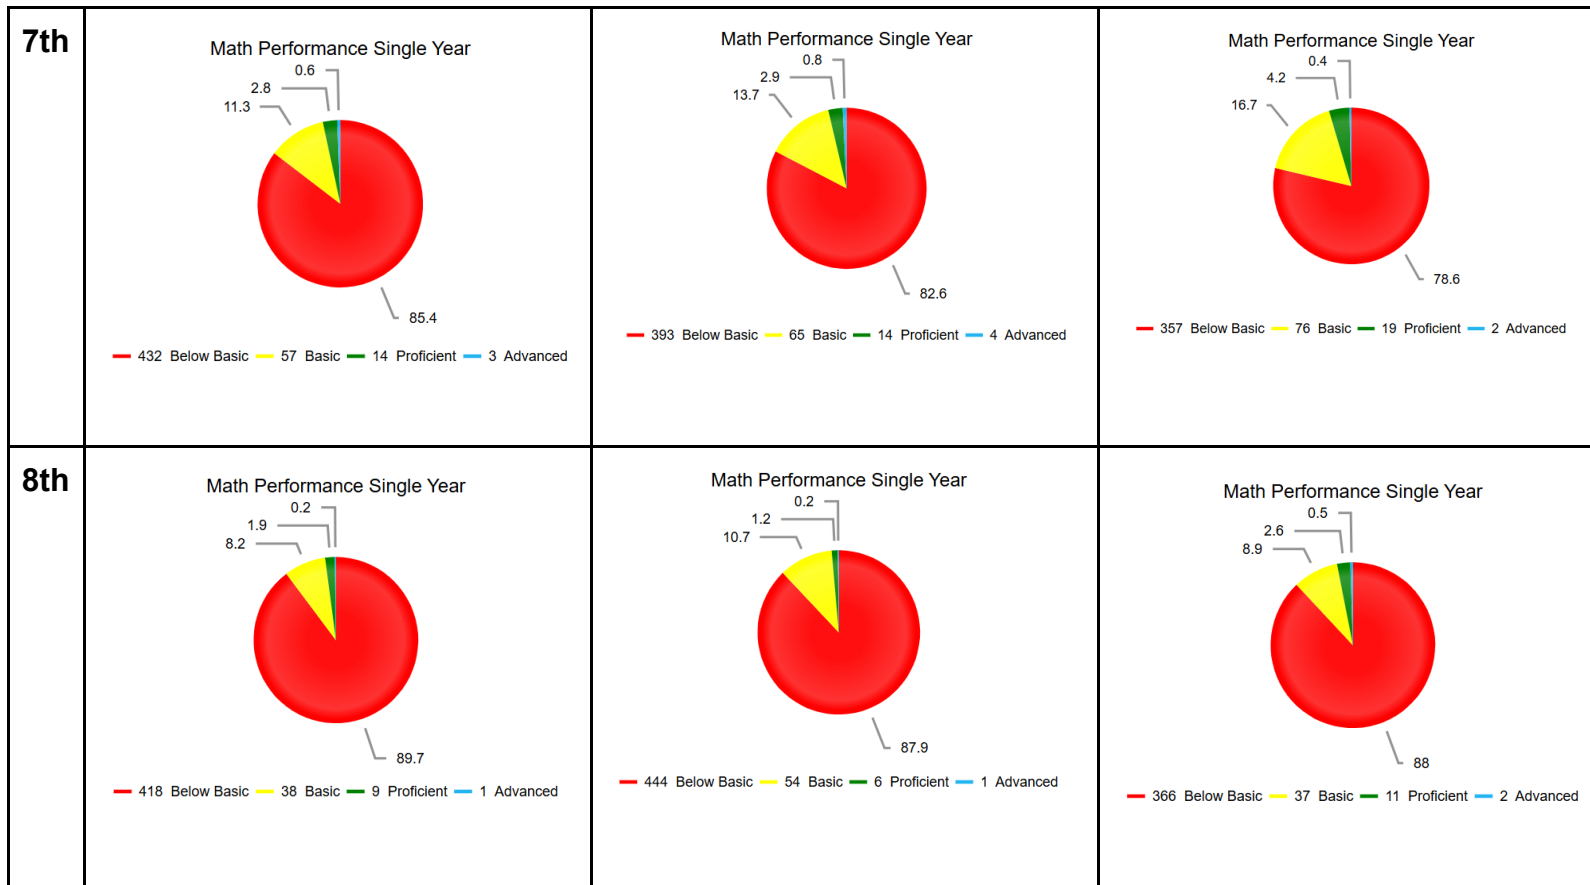 7th
Math Performance Single Year
0.6
2.8
11.3
85.4
432 Below Basic 57 Basic 14 Proficient 3 Advanced
Math Performance Single Year
0.8
2.9
13.7
82.6
393 Below Basic 65 Basic 14 Proficient 4 Advanced
Math Performance Single Year
0.4
4.2
16.7
78.6
357 Below Basic 76 Basic 19 Proficient 2 Advanced
8th
Math Performance Single Year
0.2
1.9
8.2
89.7
418 Below Basic 38 Basic 9 Proficient 1 Advanced
Math Performance Single Year
0.2
1.2
10.7
87.9
444 Below Basic 54 Basic 6 Proficient 1 Advanced
Math Performance Single Year
0.5
2.6
8.9
88
366 Below Basic 37 Basic 11 Proficient 2 Advanced